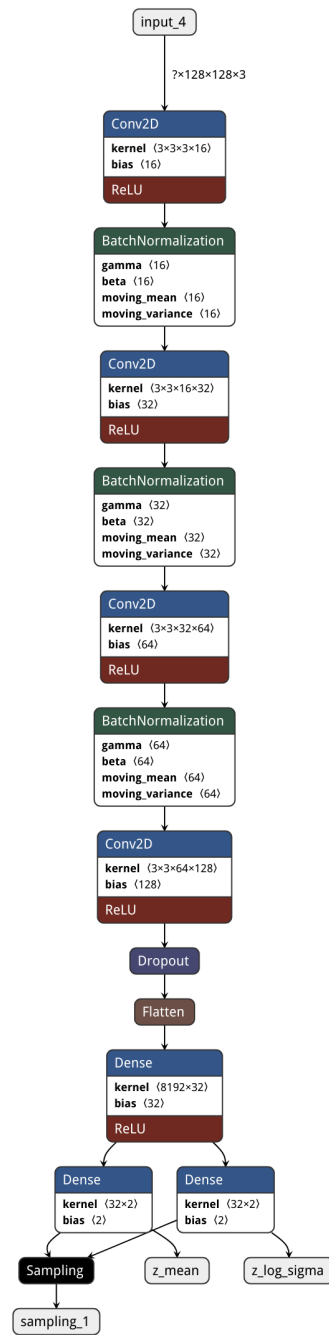 input_4
?×128×128×3
Conv2D
kernel ⟨3×3×3×16⟩
bias ⟨16⟩
ReLU
BatchNormalization
gamma ⟨16⟩
beta ⟨16⟩
moving_mean ⟨16⟩
moving_variance ⟨16⟩
Conv2D
kernel ⟨3×3×16×32⟩
bias ⟨32⟩
ReLU
BatchNormalization
gamma ⟨32⟩
beta ⟨32⟩
moving_mean ⟨32⟩
moving_variance ⟨32⟩
Conv2D
kernel ⟨3×3×32×64⟩
bias ⟨64⟩
ReLU
BatchNormalization
gamma ⟨64⟩
beta ⟨64⟩
moving_mean ⟨64⟩
moving_variance ⟨64⟩
Conv2D
kernel ⟨3×3×64×128⟩
bias ⟨128⟩
ReLU
Dropout
Flatten
Dense
kernel ⟨8192×32⟩
bias ⟨32⟩
ReLU
Dense
kernel ⟨32×2⟩
bias ⟨2⟩
Dense
kernel ⟨32×2⟩
bias ⟨2⟩
Sampling
z_mean
z_log_sigma
sampling_1